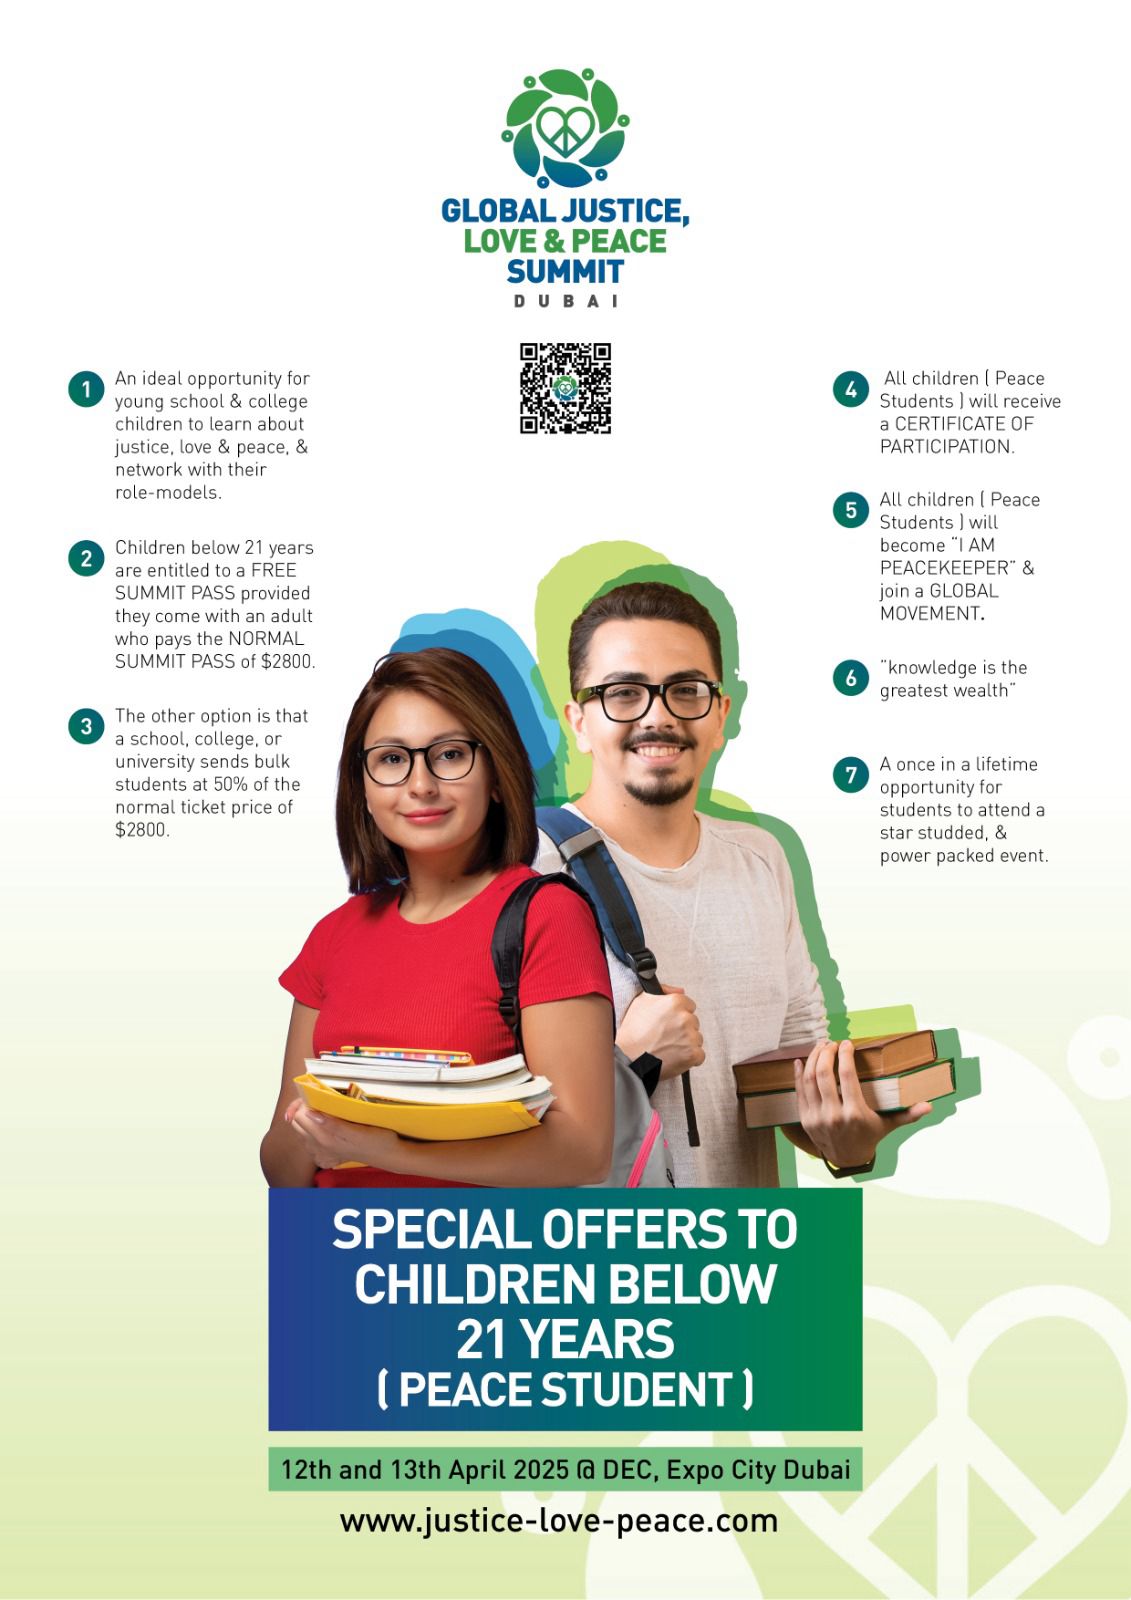 GLOBAL JUSTICE,
LOVE & PEACE
SUMMIT
DUBAI
1
An ideal opportunity for
young school & college
children to learn about
justice, love & peace, &
network with their
role-models.
2
Children below 21 years
are entitled to a FREE
SUMMIT PASS provided
they come with an adult
who pays the NORMAL
SUMMIT PASS of $2800.
3
The other option is that
a school, college, or
university sends bulk
students at 50% of the
normal ticket price of
$2800.
4
All children ( Peace
Students ) will receive
a CERTIFICATE OF
PARTICIPATION.
5
All children ( Peace
Students ) will
become "I AM
PEACEKEEPER" &
join a GLOBAL
MOVEMENT.
6
"knowledge is the
greatest wealth"
7
A once in a lifetime
opportunity for
students to attend a
star studded, &
power packed event.
SPECIAL OFFERS TO
CHILDREN BELOW
21 YEARS
( PEACE STUDENT )
12th and 13th April 2025 @ DEC, Expo City Dubai
www.justice-love-peace.com